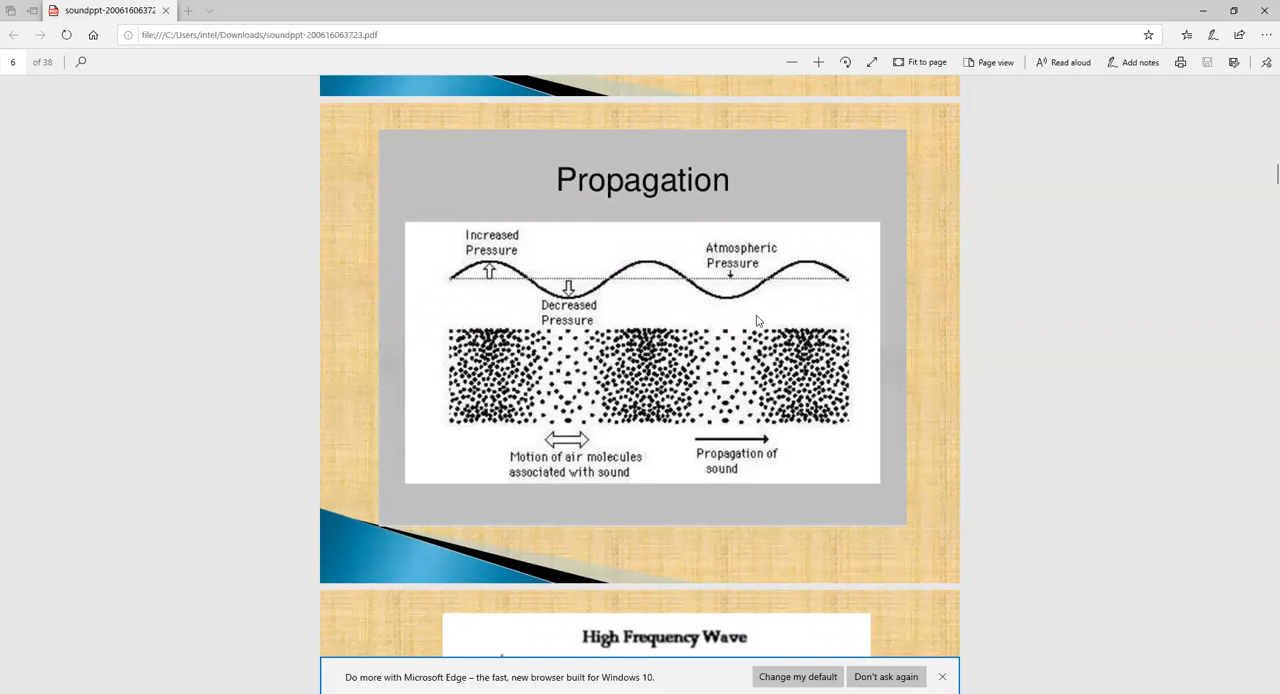 soundppt-20061606372
file:///C:/Users/intel/Downloads/soundppt-200616063723.pdf
6 of 38
Fit to page
Page view
Read aloud
Add notes
Propagation
Increased
Pressure
Atmospheric
Pressure
Decreased
Pressure
Motion of air molecules
associated with sound
Propagation of
sound
High Frequency Wave
Do more with Microsoft Edge – the fast, new browser built for Windows 10.
Change my default
Don't ask again